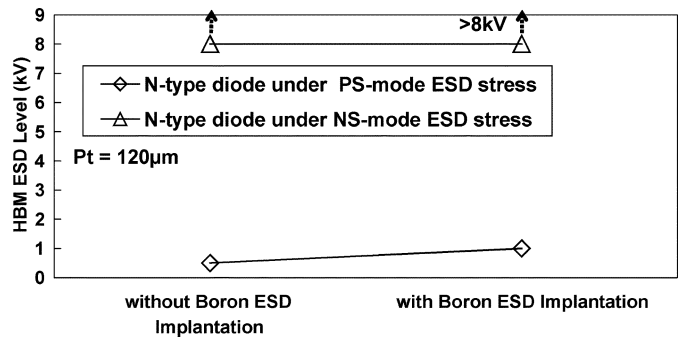 9
8
7
6
5
4
3
2
1
0
HBM ESD Level (kV)
>8kV
N-type diode under PS-mode ESD stress
N-type diode under NS-mode ESD stress
Pt = 120μm
without Boron ESD
Implantation
with Boron ESD Implantation